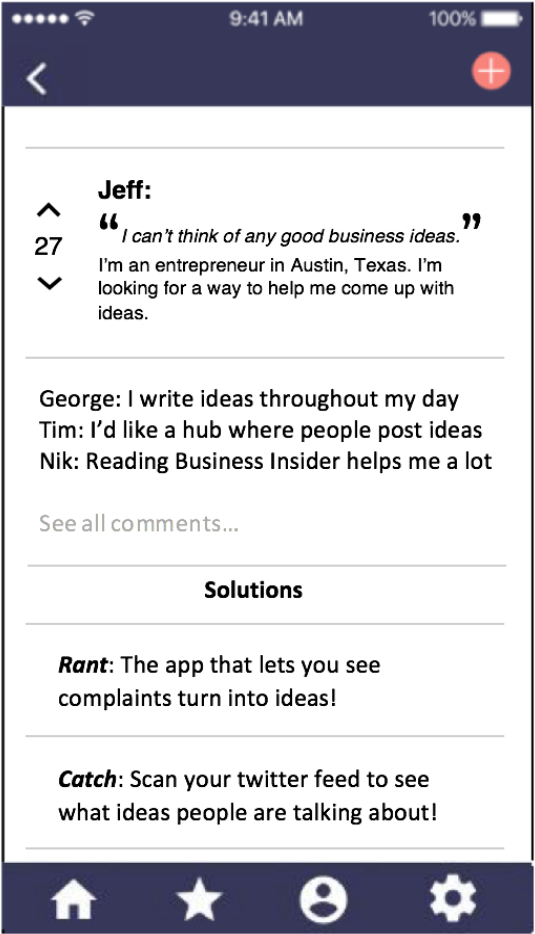 9:41 AM 100%
Jeff:
27
“I can’t think of any good business ideas.”
I’m an entrepreneur in Austin, Texas. I’m
looking for a way to help me come up with
ideas.
George: I write ideas throughout my day
Tim: I’d like a hub where people post ideas
Nik: Reading Business Insider helps me a lot
See all comments...
Solutions
Rant: The app that lets you see
complaints turn into ideas!
Catch: Scan your twitter feed to see
what ideas people are talking about!